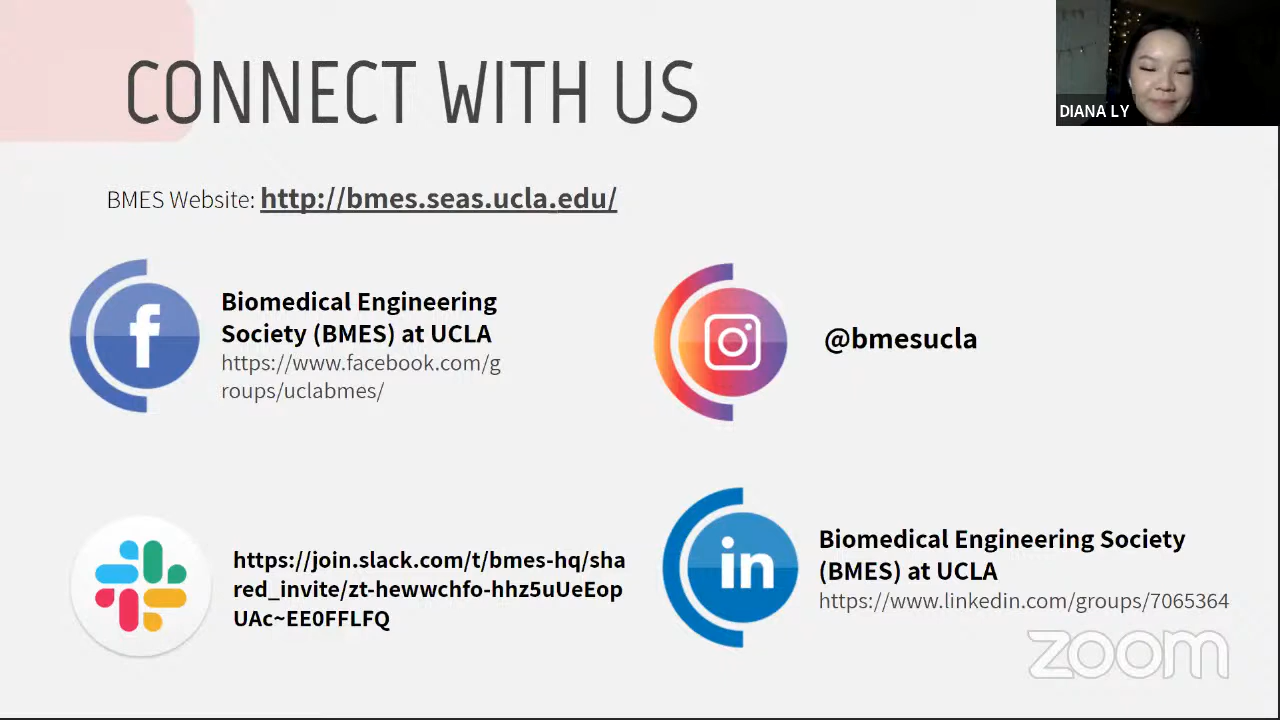 CONNECT WITH US
DIANA LY
BMES Website: http://bmes.seas.ucla.edu/
Biomedical Engineering
Society (BMES) at UCLA
https://www.facebook.com/g
roups/uclabmes/
@bmesucla
https://join.slack.com/t/bmes-hq/sha
red_invite/zt-hewwchfo-hhz5uUeEop
UAc~EE0FFLFQ
Biomedical Engineering Society
(BMES) at UCLA
https://www.linkedin.com/groups/7065364
zoom